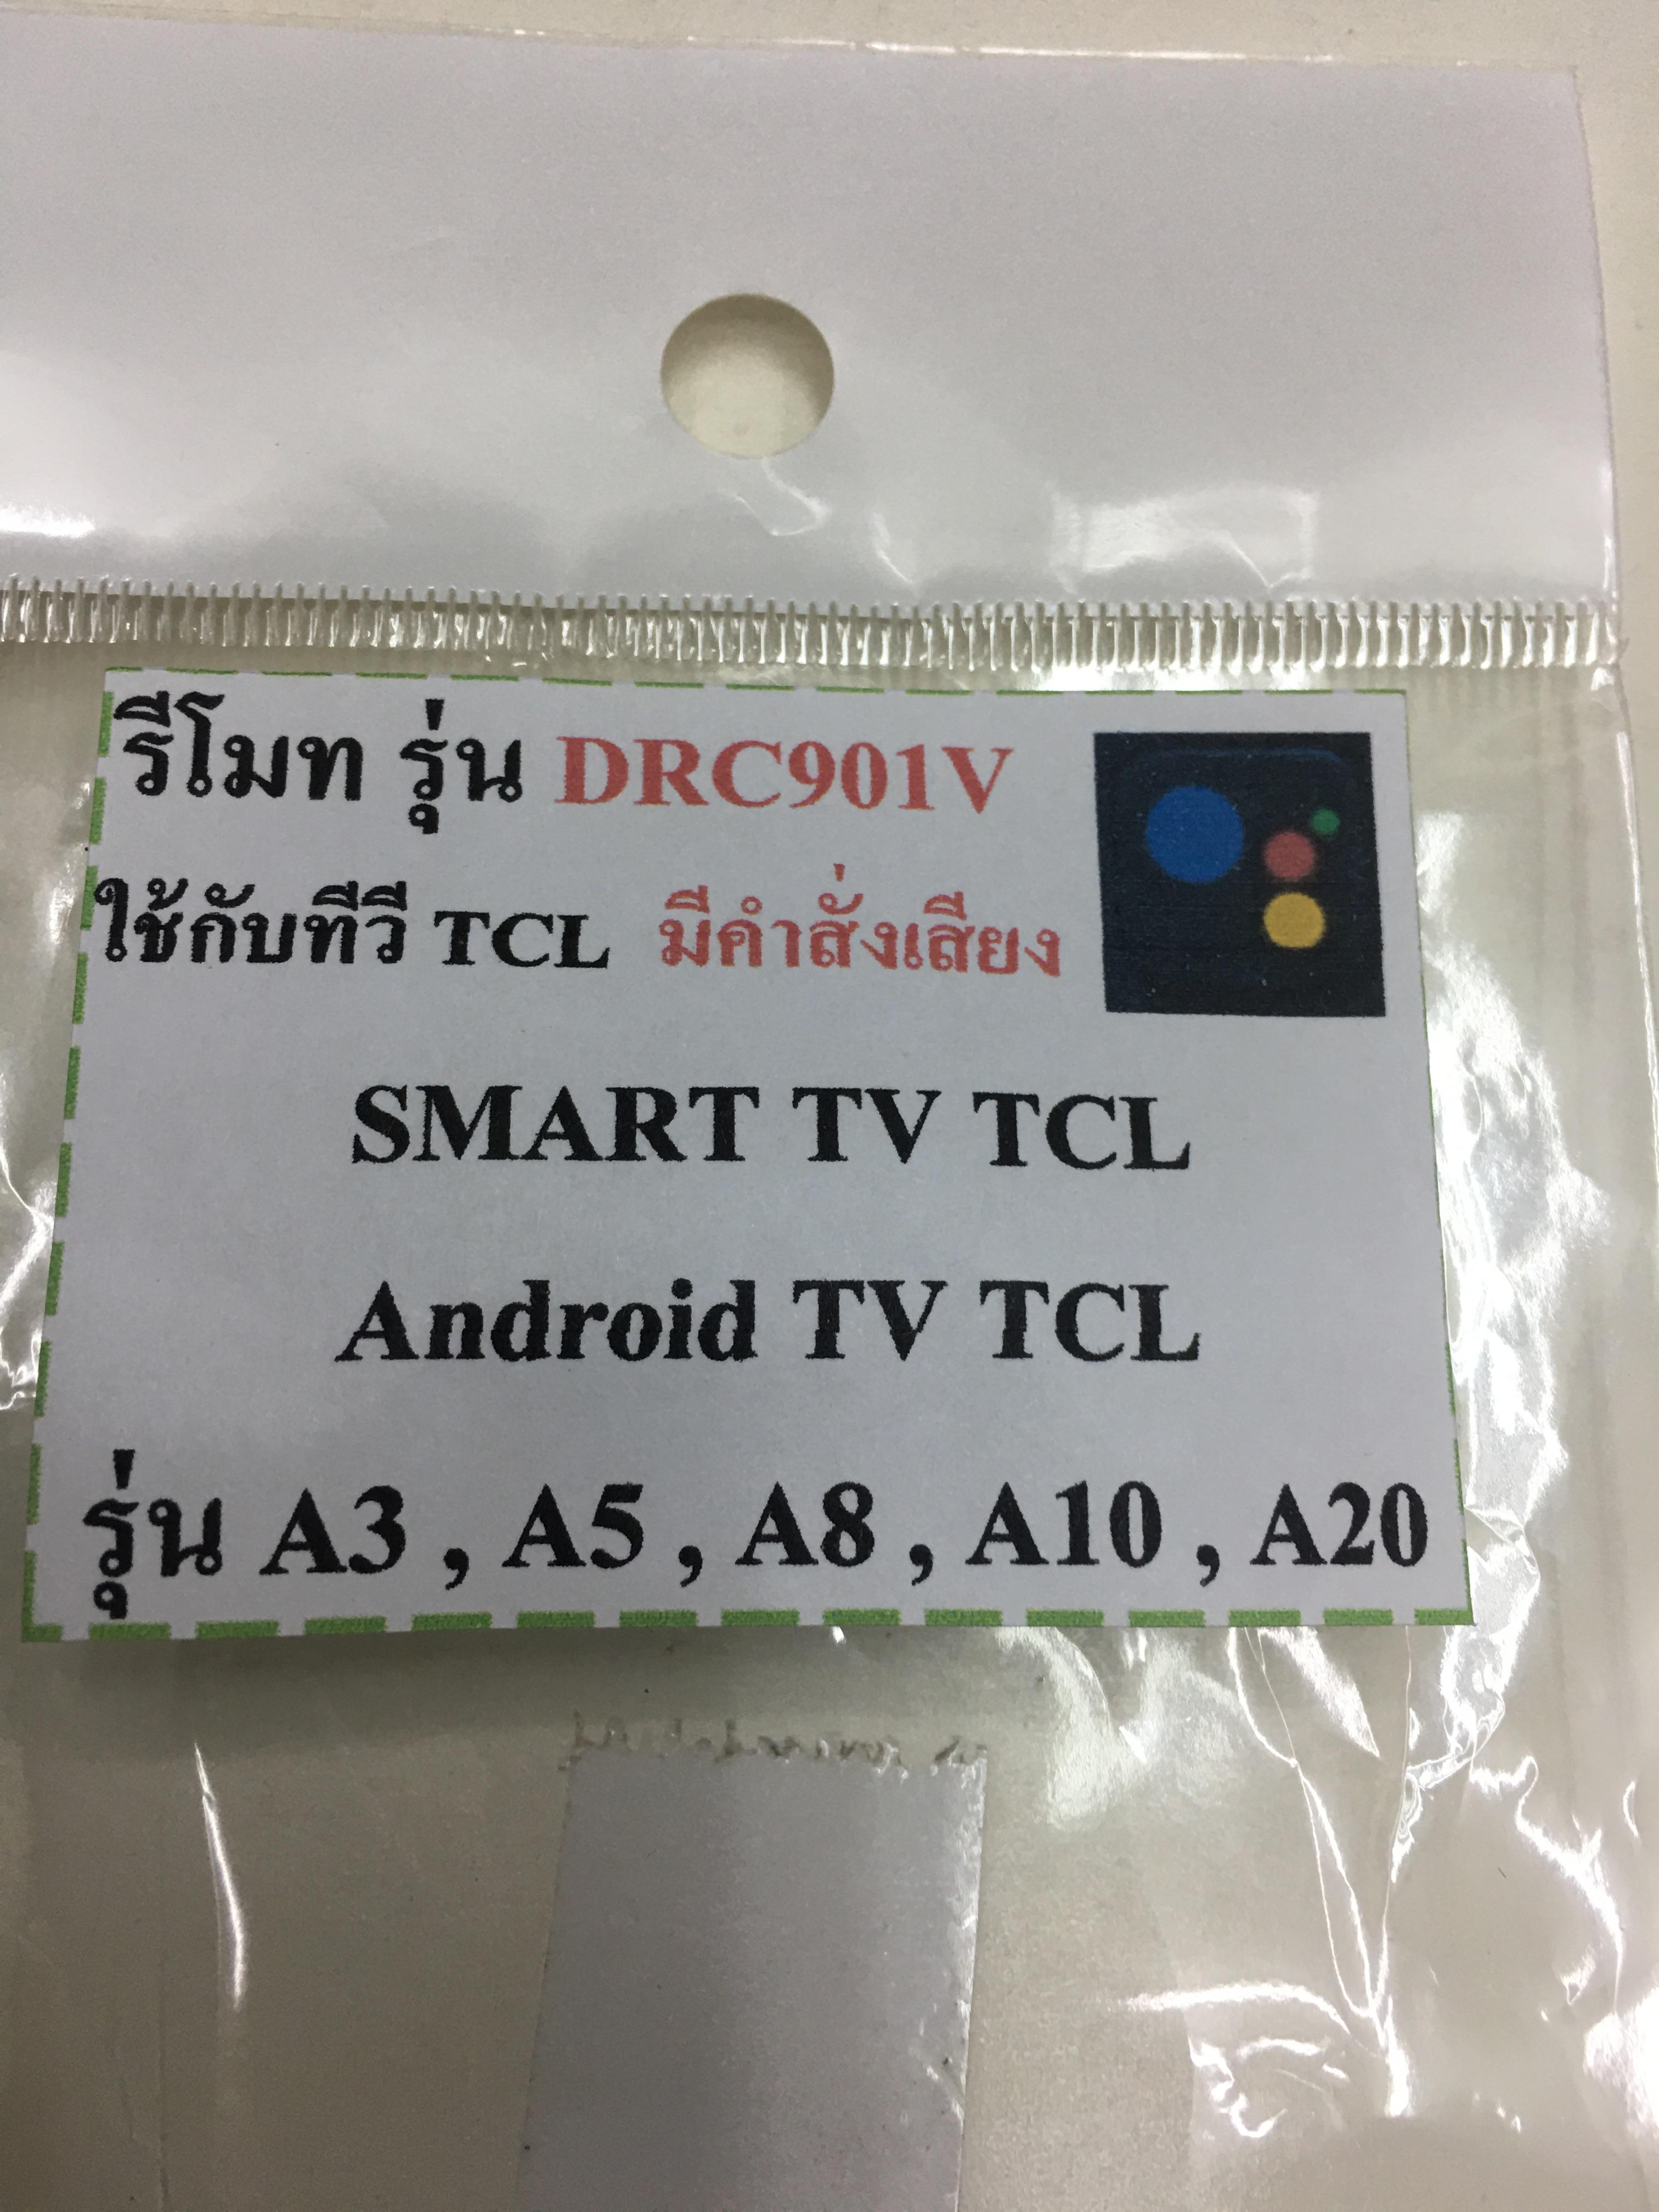 รีโมท รุ่น DRC901V
ใช้กับทีวี TCL มีคำสั่งเสียง
SMART TV TCL
Android TV TCL
รุ่น A3 , A5 , A8 , A10 , A20